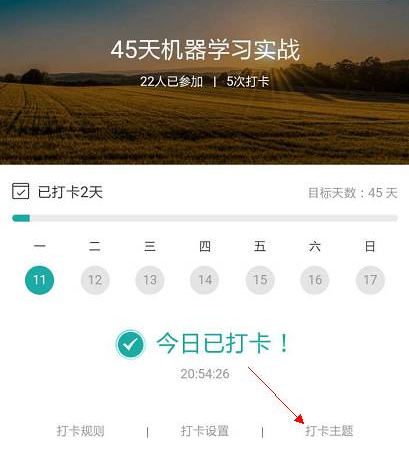 45天机器学习实战
22人已参加 | 5次打卡
已打卡2天 目标天数：45 天
一 二 三 四 五 六 日
11 12 13 14 15 16 17
今日已打卡！
20:54:26
打卡规则 | 打卡设置 | 打卡主题